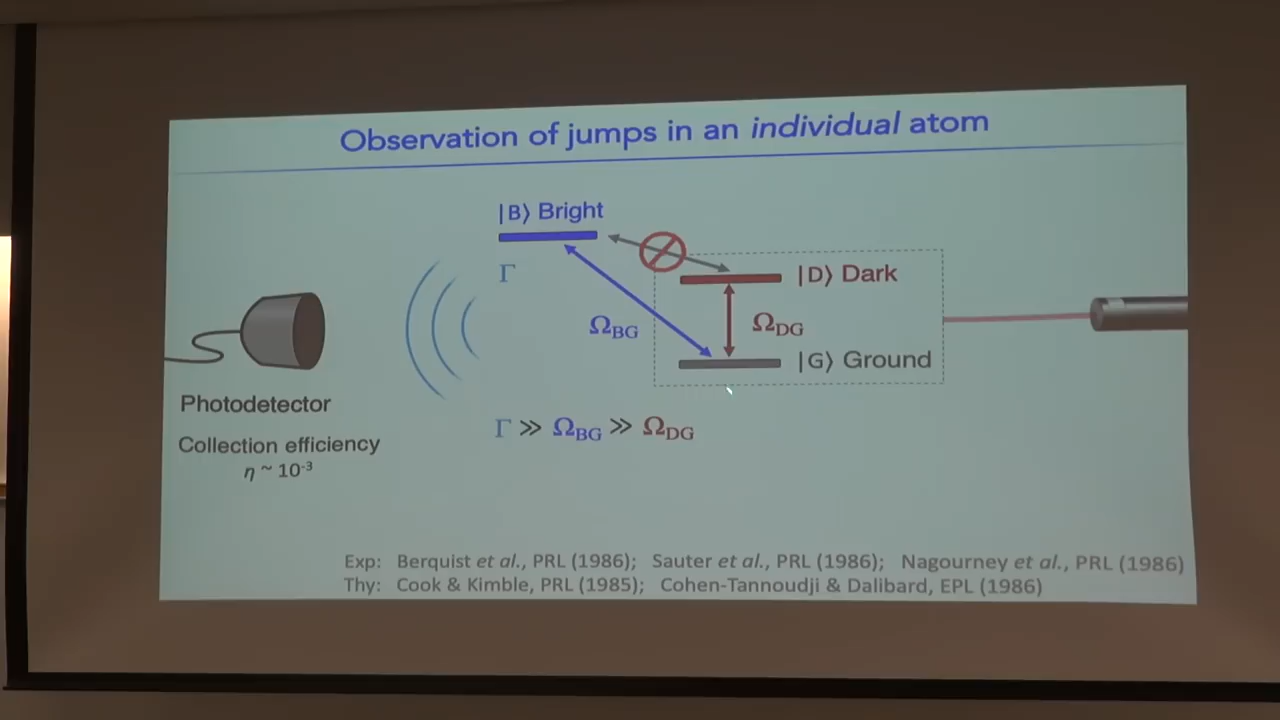 Observation of jumps in an individual atom
|B⟩ Bright
Γ
|D⟩ Dark
Ω_BG
Ω_DG
|G⟩ Ground
Photodetector
Collection efficiency
η ~ 10⁻³
Γ ≫ Ω_BG ≫ Ω_DG
Exp: Berquist et al., PRL (1986); Sauter et al., PRL (1986); Nagourney et al., PRL (1986)
Thy: Cook & Kimble, PRL (1985); Cohen-Tannoudji & Dalibard, EPL (1986)